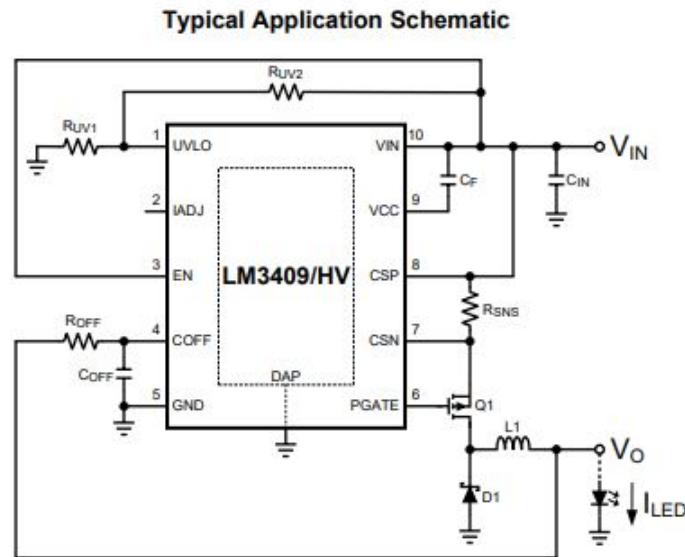 Typical Application Schematic
RUV2
RUV1
1
UVLO
VIN
10
VIN
CF
CIN
2
IADJ
VCC
9
3
EN
LM3409/HV
CSP
8
RSNS
ROFF
4
COFF
CSN
7
COFF
DAP
5
GND
PGATE
6
Q1
L1
VO
D1
ILED